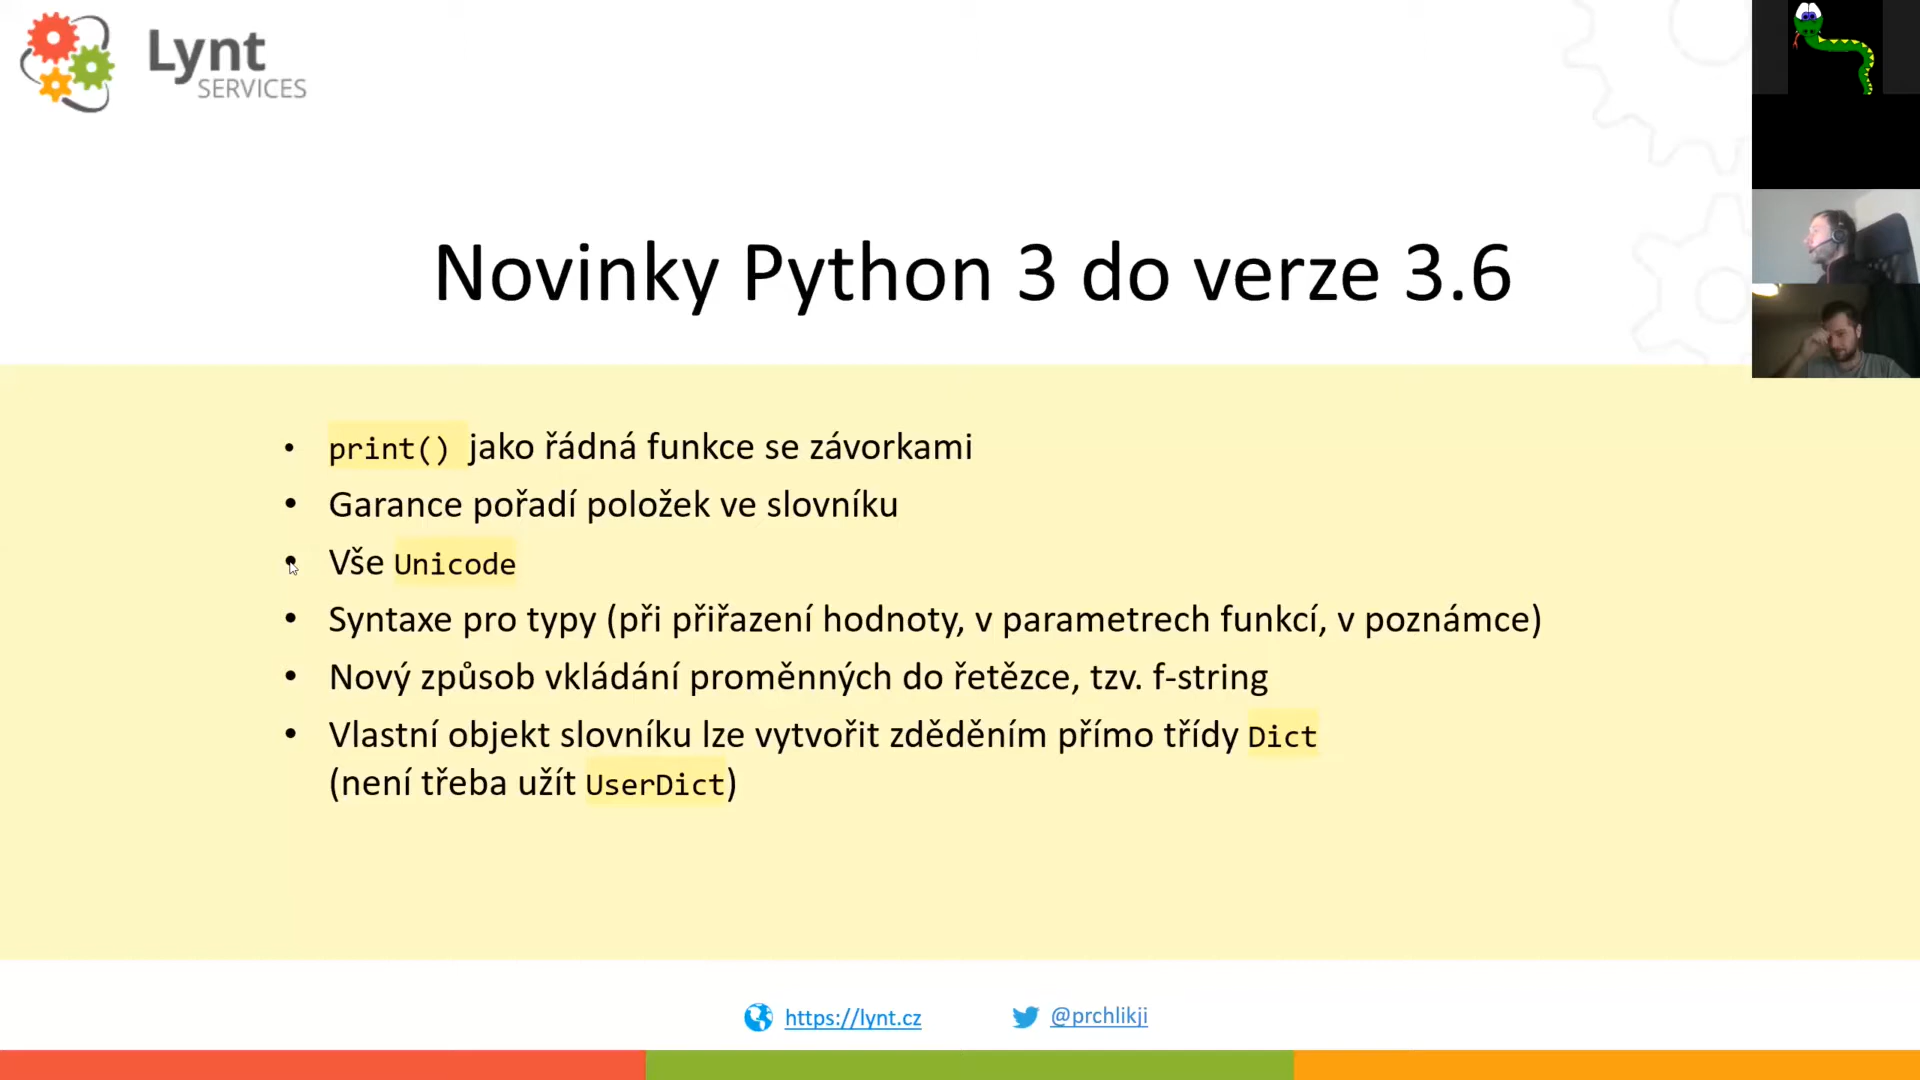 Lynt
SERVICES
Novinky Python 3 do verze 3.6
• print() jako řádná funkce se závorkami
• Garance pořadí položek ve slovníku
• Vše Unicode
• Syntaxe pro typy (při přiřazení hodnoty, v parametrech funkcí, v poznámce)
• Nový způsob vkládání proměnných do řetězce, tzv. f-string
• Vlastní objekt slovníku lze vytvořit zděděním přímo třídy Dict
(není třeba užít UserDict)
https://lynt.cz
@prchlikji